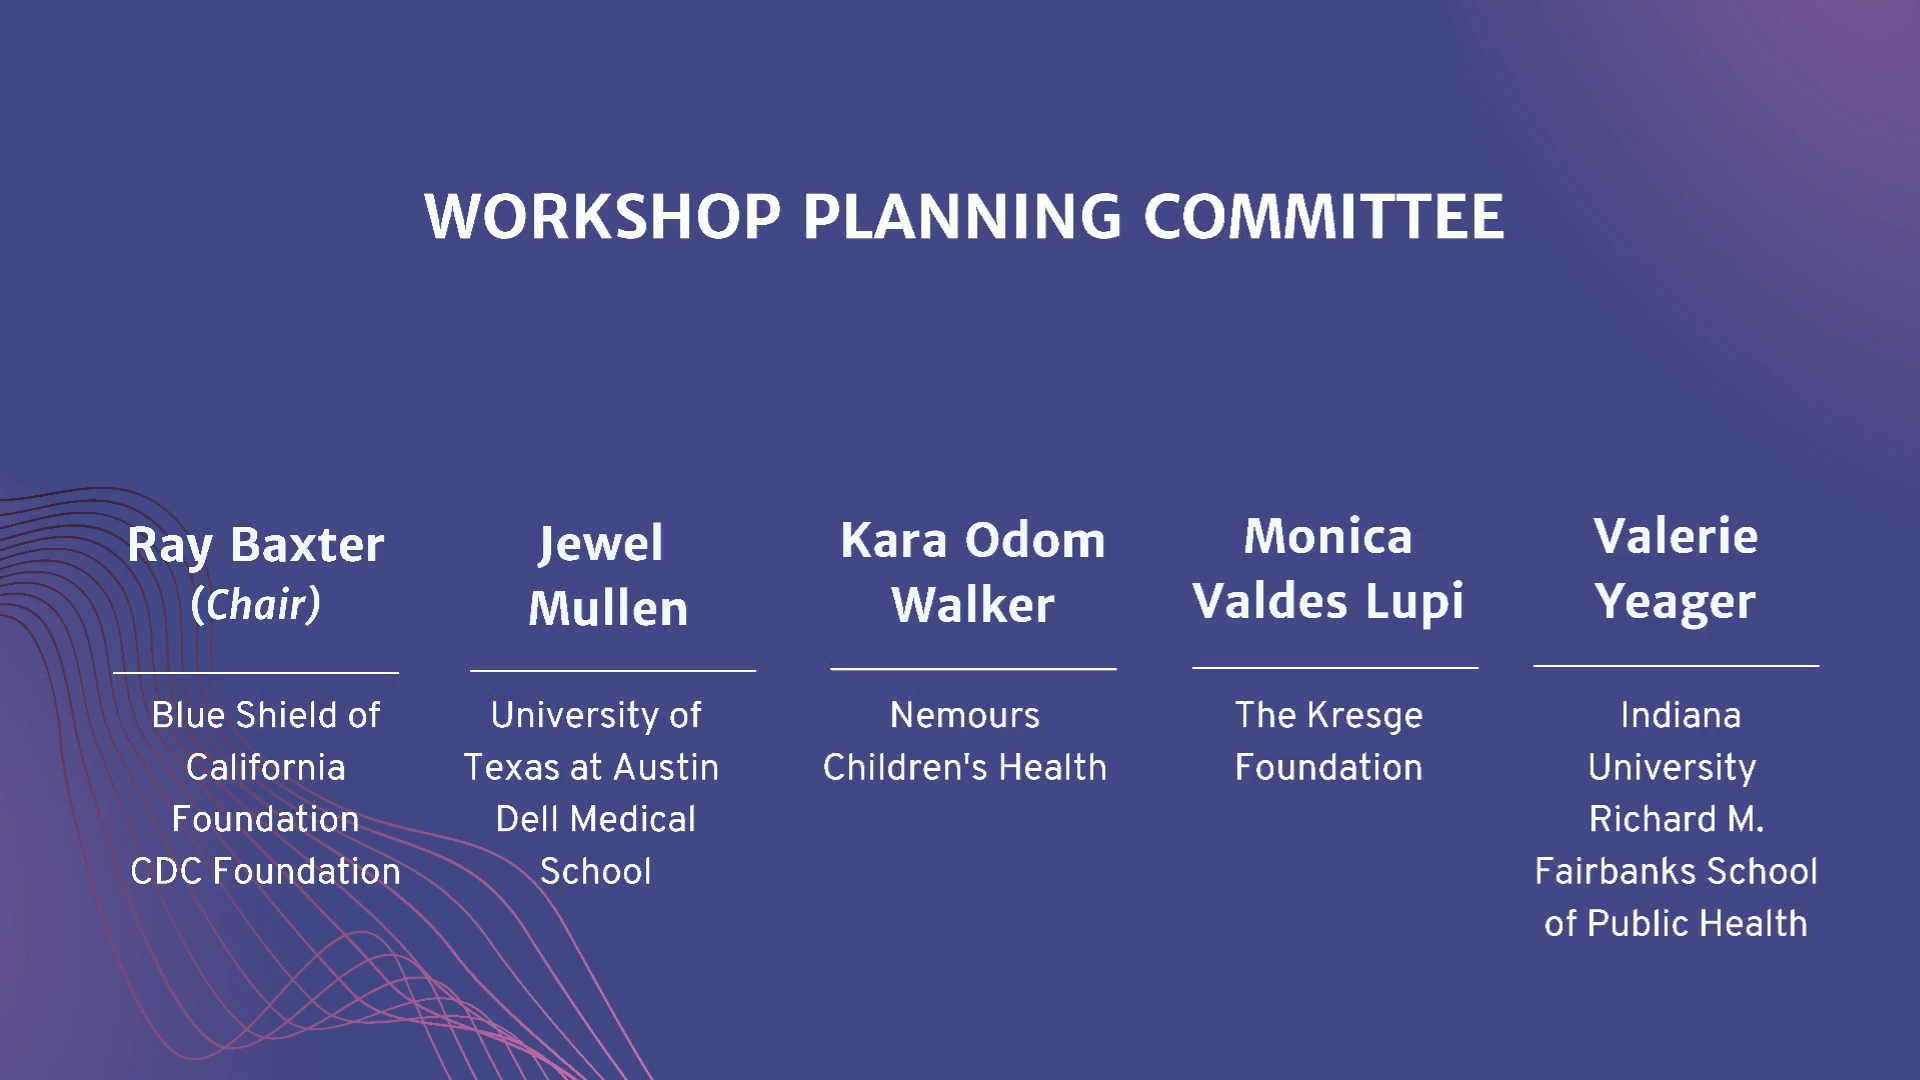 WORKSHOP PLANNING COMMITTEE
Ray Baxter
(Chair)
Blue Shield of
California
Foundation
CDC Foundation
Jewel
Mullen
University of
Texas at Austin
Dell Medical
School
Kara Odom
Walker
Nemours
Children's Health
Monica
Valdes Lupi
The Kresge
Foundation
Valerie
Yeager
Indiana
University
Richard M.
Fairbanks School
of Public Health